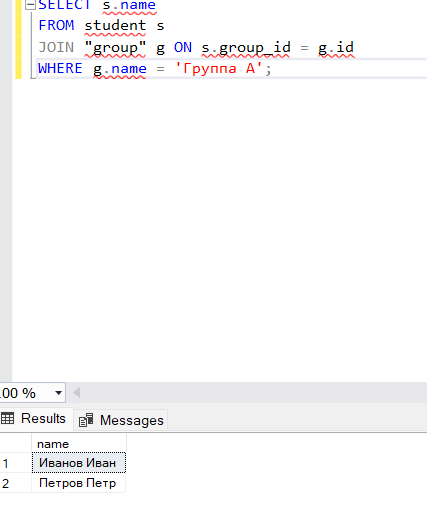 SELECT s.name
FROM student s
JOIN "group" g ON s.group_id = g.id
WHERE g.name = 'Группа А';
.00 %
Results Messages
name
1 Иванов Иван
2 Петров Петр